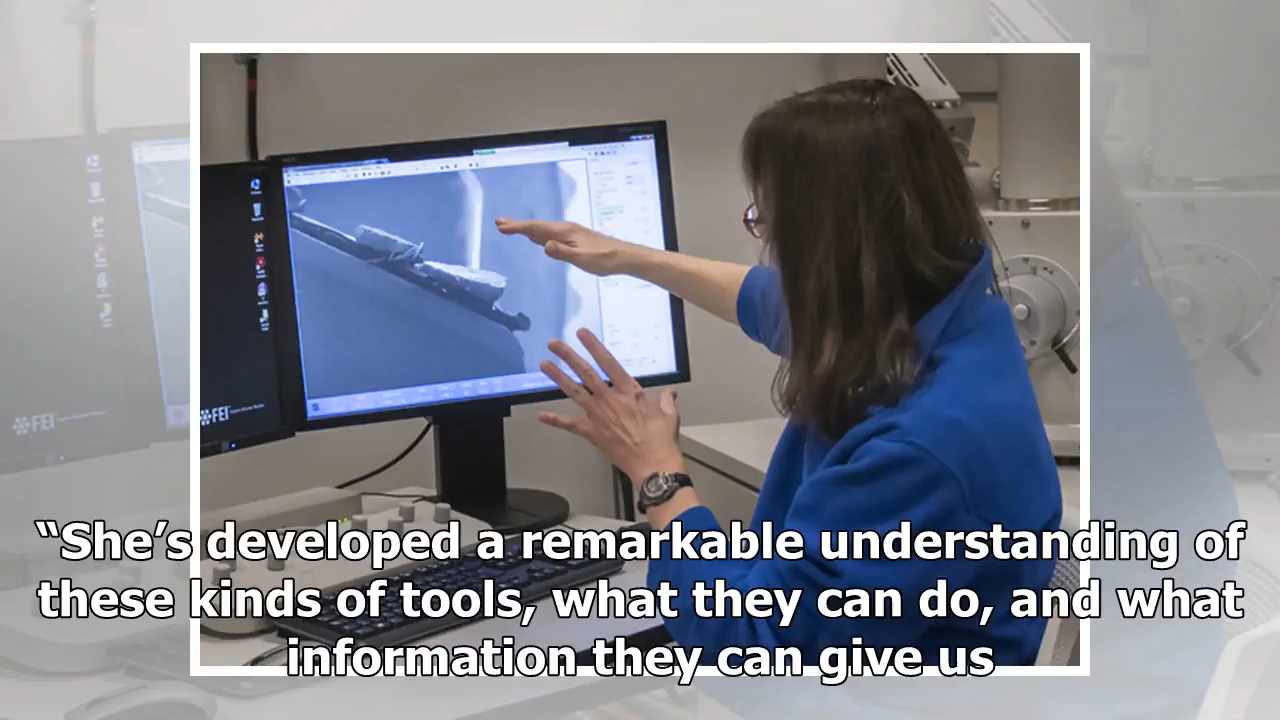 FEI
FEI
“She’s developed a remarkable understanding of
these kinds of tools, what they can do, and what
information they can give us